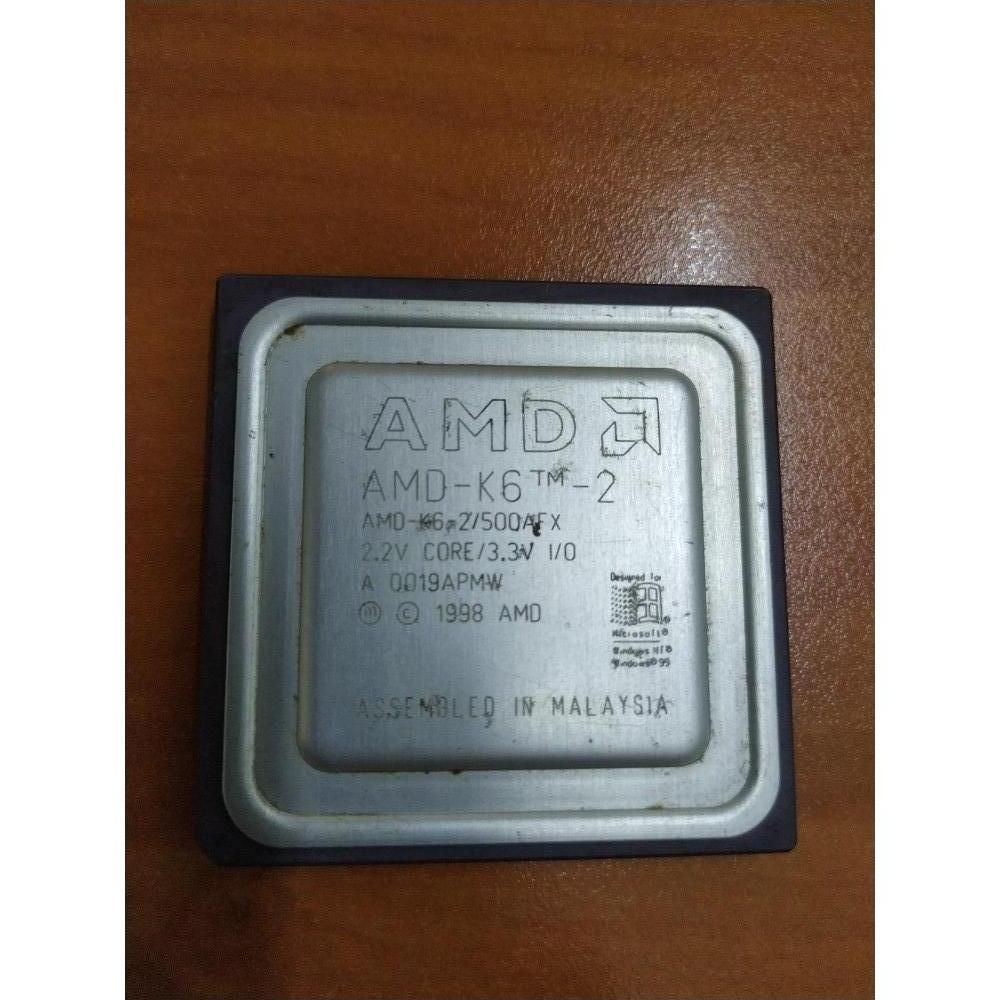 AMD
AMD-K6™-2
AMD-K6-2/500AFX
2.2V CORE/3.3V I/O
A 0019APMW
ⓜ © 1998 AMD
Designed for
Microsoft®
Windows NT®
Windows® 95
ASSEMBLED IN MALAYSIA